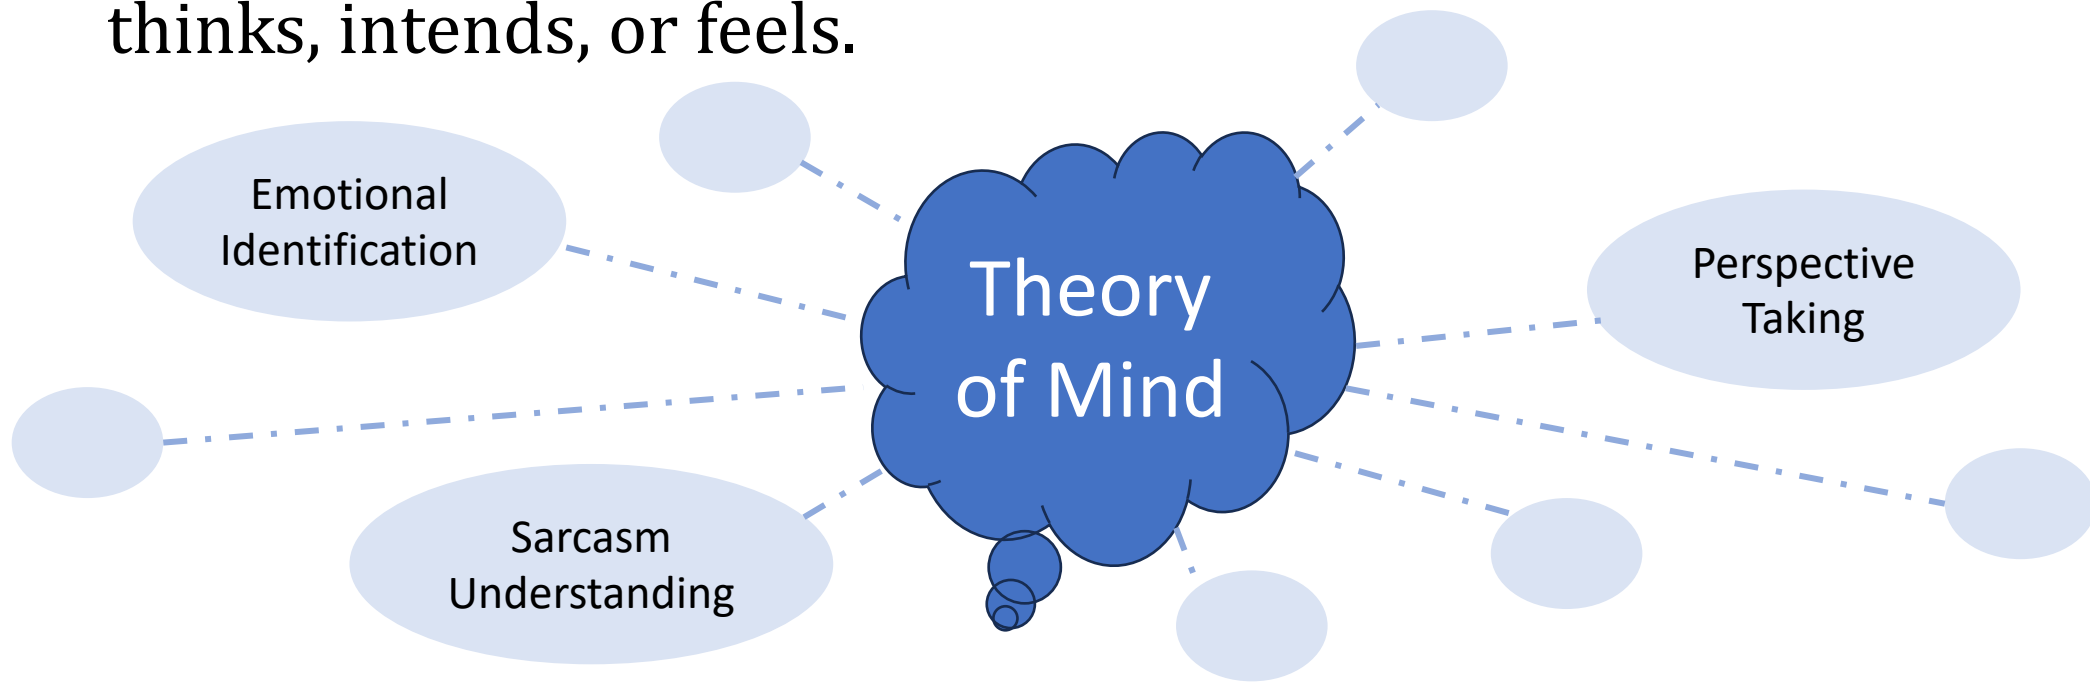 thinks, intends, or feels.
Emotional
Identification
Theory
of Mind
Perspective
Taking
Sarcasm
Understanding